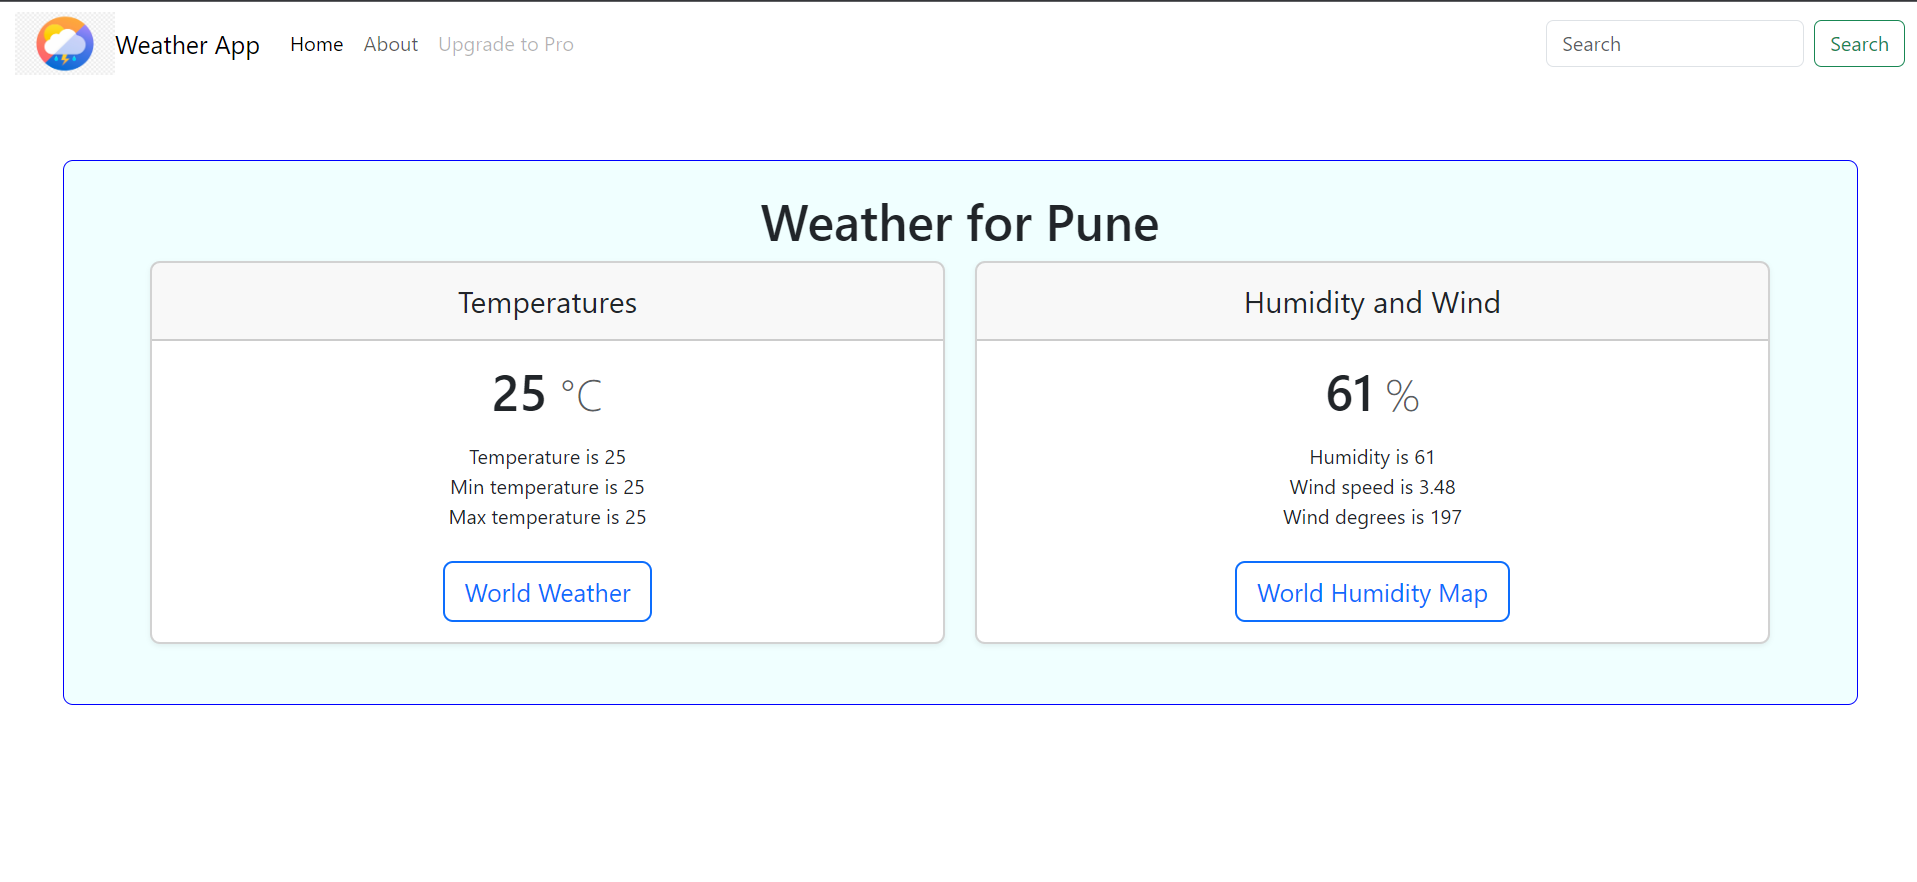 Weather App Home About Upgrade to Pro Search Search
Weather for Pune
Temperatures
25 °C
Temperature is 25
Min temperature is 25
Max temperature is 25
World Weather
Humidity and Wind
61 %
Humidity is 61
Wind speed is 3.48
Wind degrees is 197
World Humidity Map